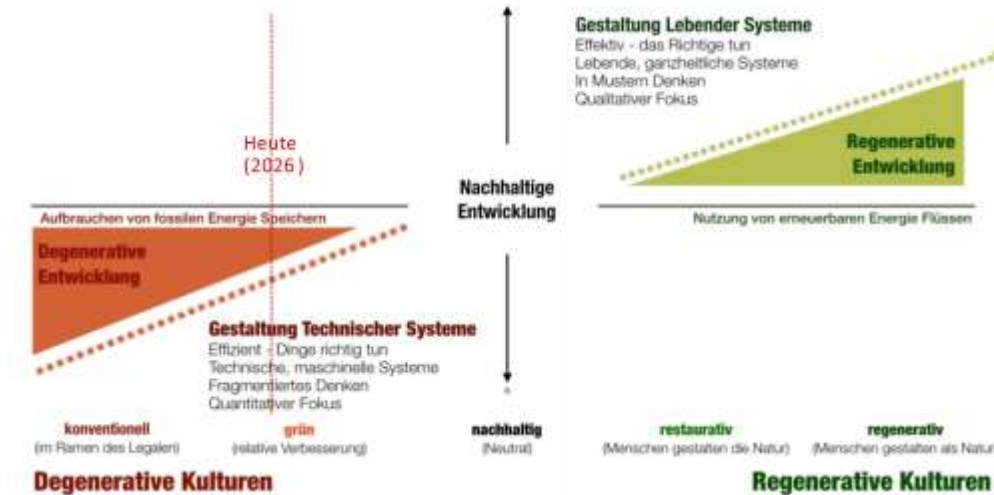 Gestaltung Lebender Systeme
Effektiv - das Richtige tun
Lebende, ganzheitliche Systeme
In Mustern Denken
Qualitativer Fokus
Heute
(2026)
Regenerative
Entwicklung
Nachhaltige
Entwicklung
Aufbrauchen von fossilen Energie Speichern
Nutzung von erneuerbaren Energie Flüssen
Degenerative
Entwicklung
Gestaltung Technischer Systeme
Effizient - Dinge richtig tun
Technische, maschinelle Systeme
Fragmentiertes Denken
Quantitativer Fokus
konventionell
(im Ramen des Legalen)
grün
(relative Verbesserung)
nachhaltig
(Neutral)
restaurativ
(Menschen gestalten die Natur)
regenerativ
(Menschen gestalten als Natur
Degenerative Kulturen
Regenerative Kulturen